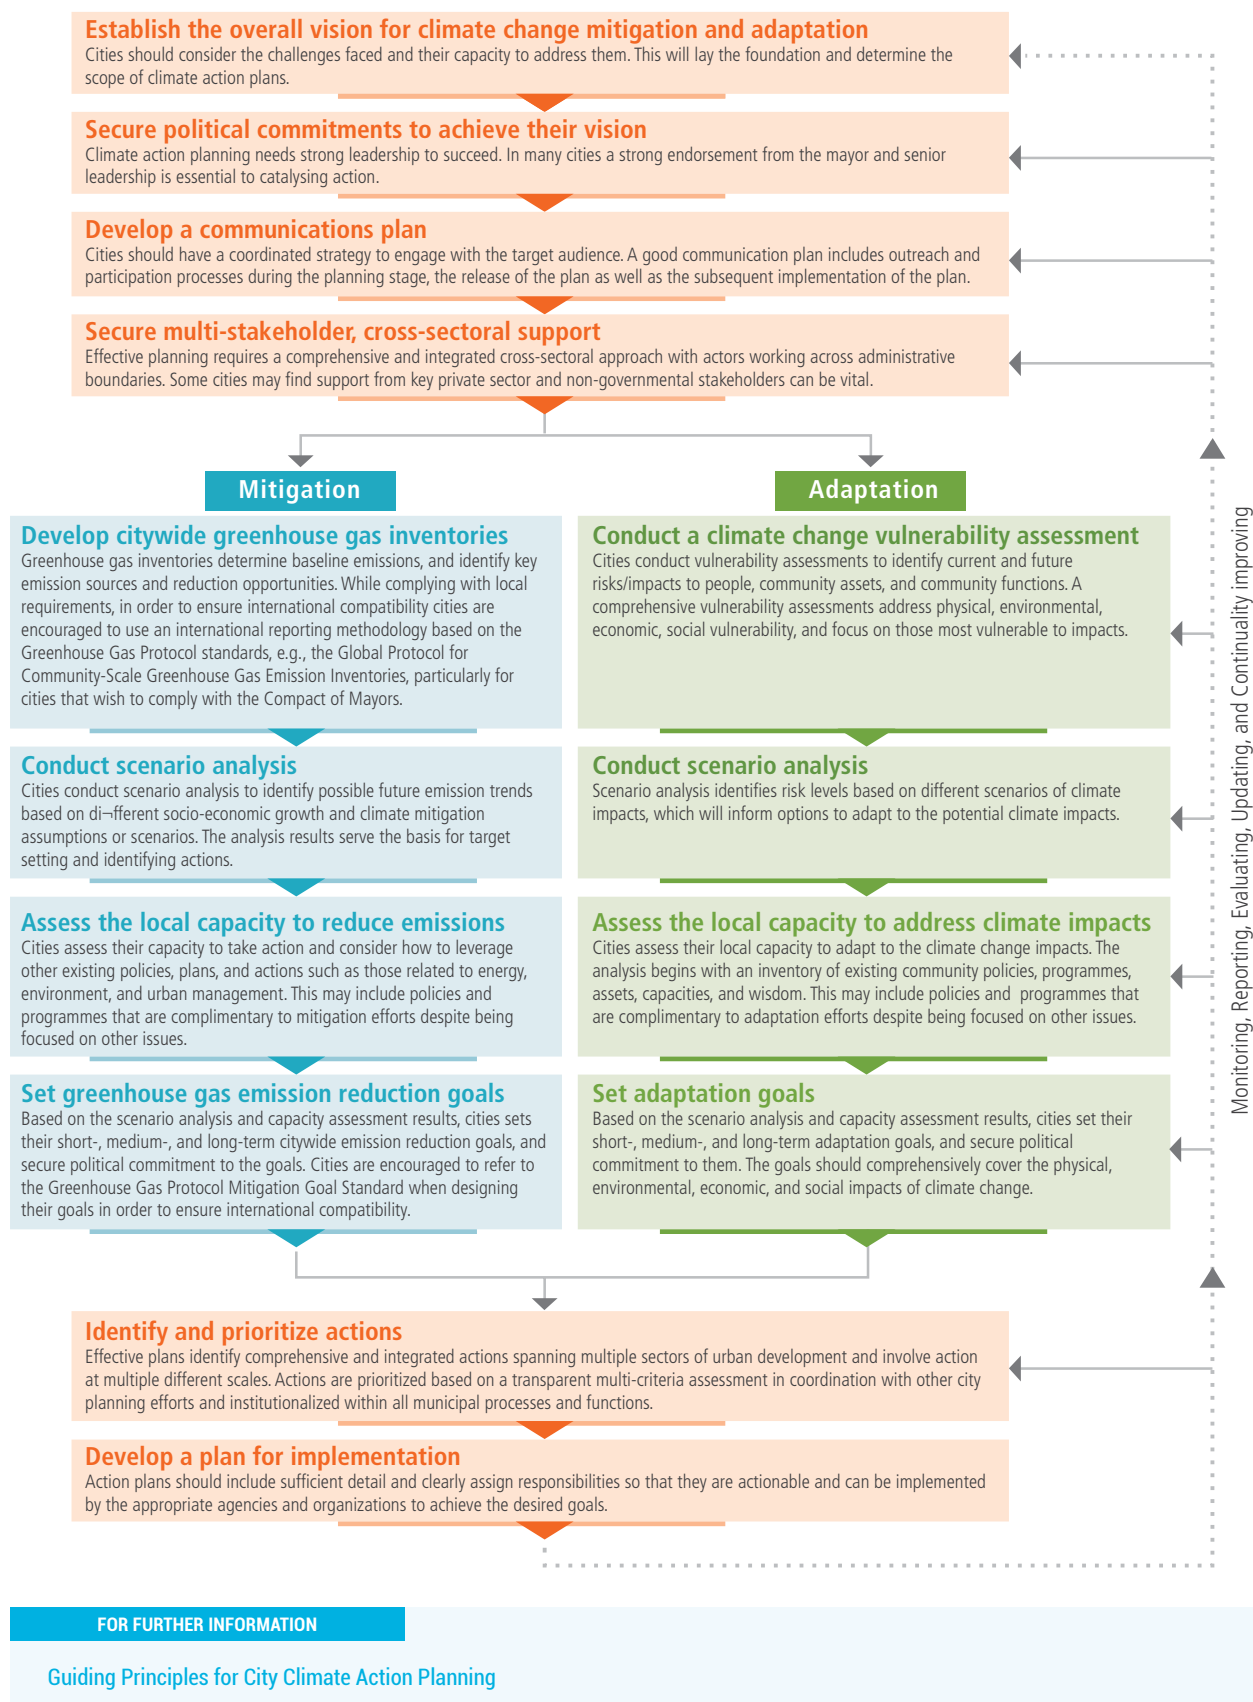 Establish the overall vision for climate change mitigation and adaptation
Cities should consider the challenges faced and their capacity to address them. This will lay the foundation and determine the
scope of climate action plans.
Secure political commitments to achieve their vision
Climate action planning needs strong leadership to succeed. In many cities a strong endorsement from the mayor and senior
leadership is essential to catalysing action.
Develop a communications plan
Cities should have a coordinated strategy to engage with the target audience. A good communication plan includes outreach and
participation processes during the planning stage, the release of the plan as well as the subsequent implementation of the plan.
Secure multi-stakeholder, cross-sectoral support
Effective planning requires a comprehensive and integrated cross-sectoral approach with actors working across administrative
boundaries. Some cities may find support from key private sector and non-governmental stakeholders can be vital.
Mitigation
Develop citywide greenhouse gas inventories
Greenhouse gas inventories determine baseline emissions, and identify key
emission sources and reduction opportunities. While complying with local
requirements, in order to ensure international compatibility cities are
encouraged to use an international reporting methodology based on the
Greenhouse Gas Protocol standards, e.g., the Global Protocol for
Community-Scale Greenhouse Gas Emission Inventories, particularly for
cities that wish to comply with the Compact of Mayors.
Conduct scenario analysis
Cities conduct scenario analysis to identify possible future emission trends
based on di¬fferent socio-economic growth and climate mitigation
assumptions or scenarios. The analysis results serve the basis for target
setting and identifying actions.
Assess the local capacity to reduce emissions
Cities assess their capacity to take action and consider how to leverage
other existing policies, plans, and actions such as those related to energy,
environment, and urban management. This may include policies and
programmes that are complimentary to mitigation efforts despite being
focused on other issues.
Set greenhouse gas emission reduction goals
Based on the scenario analysis and capacity assessment results, cities sets
their short-, medium-, and long-term citywide emission reduction goals, and
secure political commitment to the goals. Cities are encouraged to refer to
the Greenhouse Gas Protocol Mitigation Goal Standard when designing
their goals in order to ensure international compatibility.
Adaptation
Conduct a climate change vulnerability assessment
Cities conduct vulnerability assessments to identify current and future
risks/impacts to people, community assets, and community functions. A
comprehensive vulnerability assessments address physical, environmental,
economic, social vulnerability, and focus on those most vulnerable to impacts.
Conduct scenario analysis
Scenario analysis identifies risk levels based on different scenarios of climate
impacts, which will inform options to adapt to the potential climate impacts.
Assess the local capacity to address climate impacts
Cities assess their local capacity to adapt to the climate change impacts. The
analysis begins with an inventory of existing community policies, programmes,
assets, capacities, and wisdom. This may include policies and  programmes that
are complimentary to adaptation efforts despite being focused on other issues.
Set adaptation goals
Based on the scenario analysis and capacity assessment results, cities set their
short-, medium-, and long-term adaptation goals, and secure political
commitment to them. The goals should comprehensively cover the physical,
environmental, economic, and social impacts of climate change.
Monitoring, Reporting, Evaluating, Updating, and Continuality improving
Identify and prioritize actions
Effective plans identify comprehensive and integrated actions spanning multiple sectors of urban development and involve action
at multiple different scales. Actions are prioritized based on a transparent multi-criteria assessment in coordination with other city
planning efforts and institutionalized within all municipal processes and functions.
Develop a plan for implementation
Action plans should include sufficient detail and clearly assign responsibilities so that they are actionable and can be implemented
by the appropriate agencies and organizations to achieve the desired goals.
FOR FURTHER INFORMATION
Guiding Principles for City Climate Action Planning